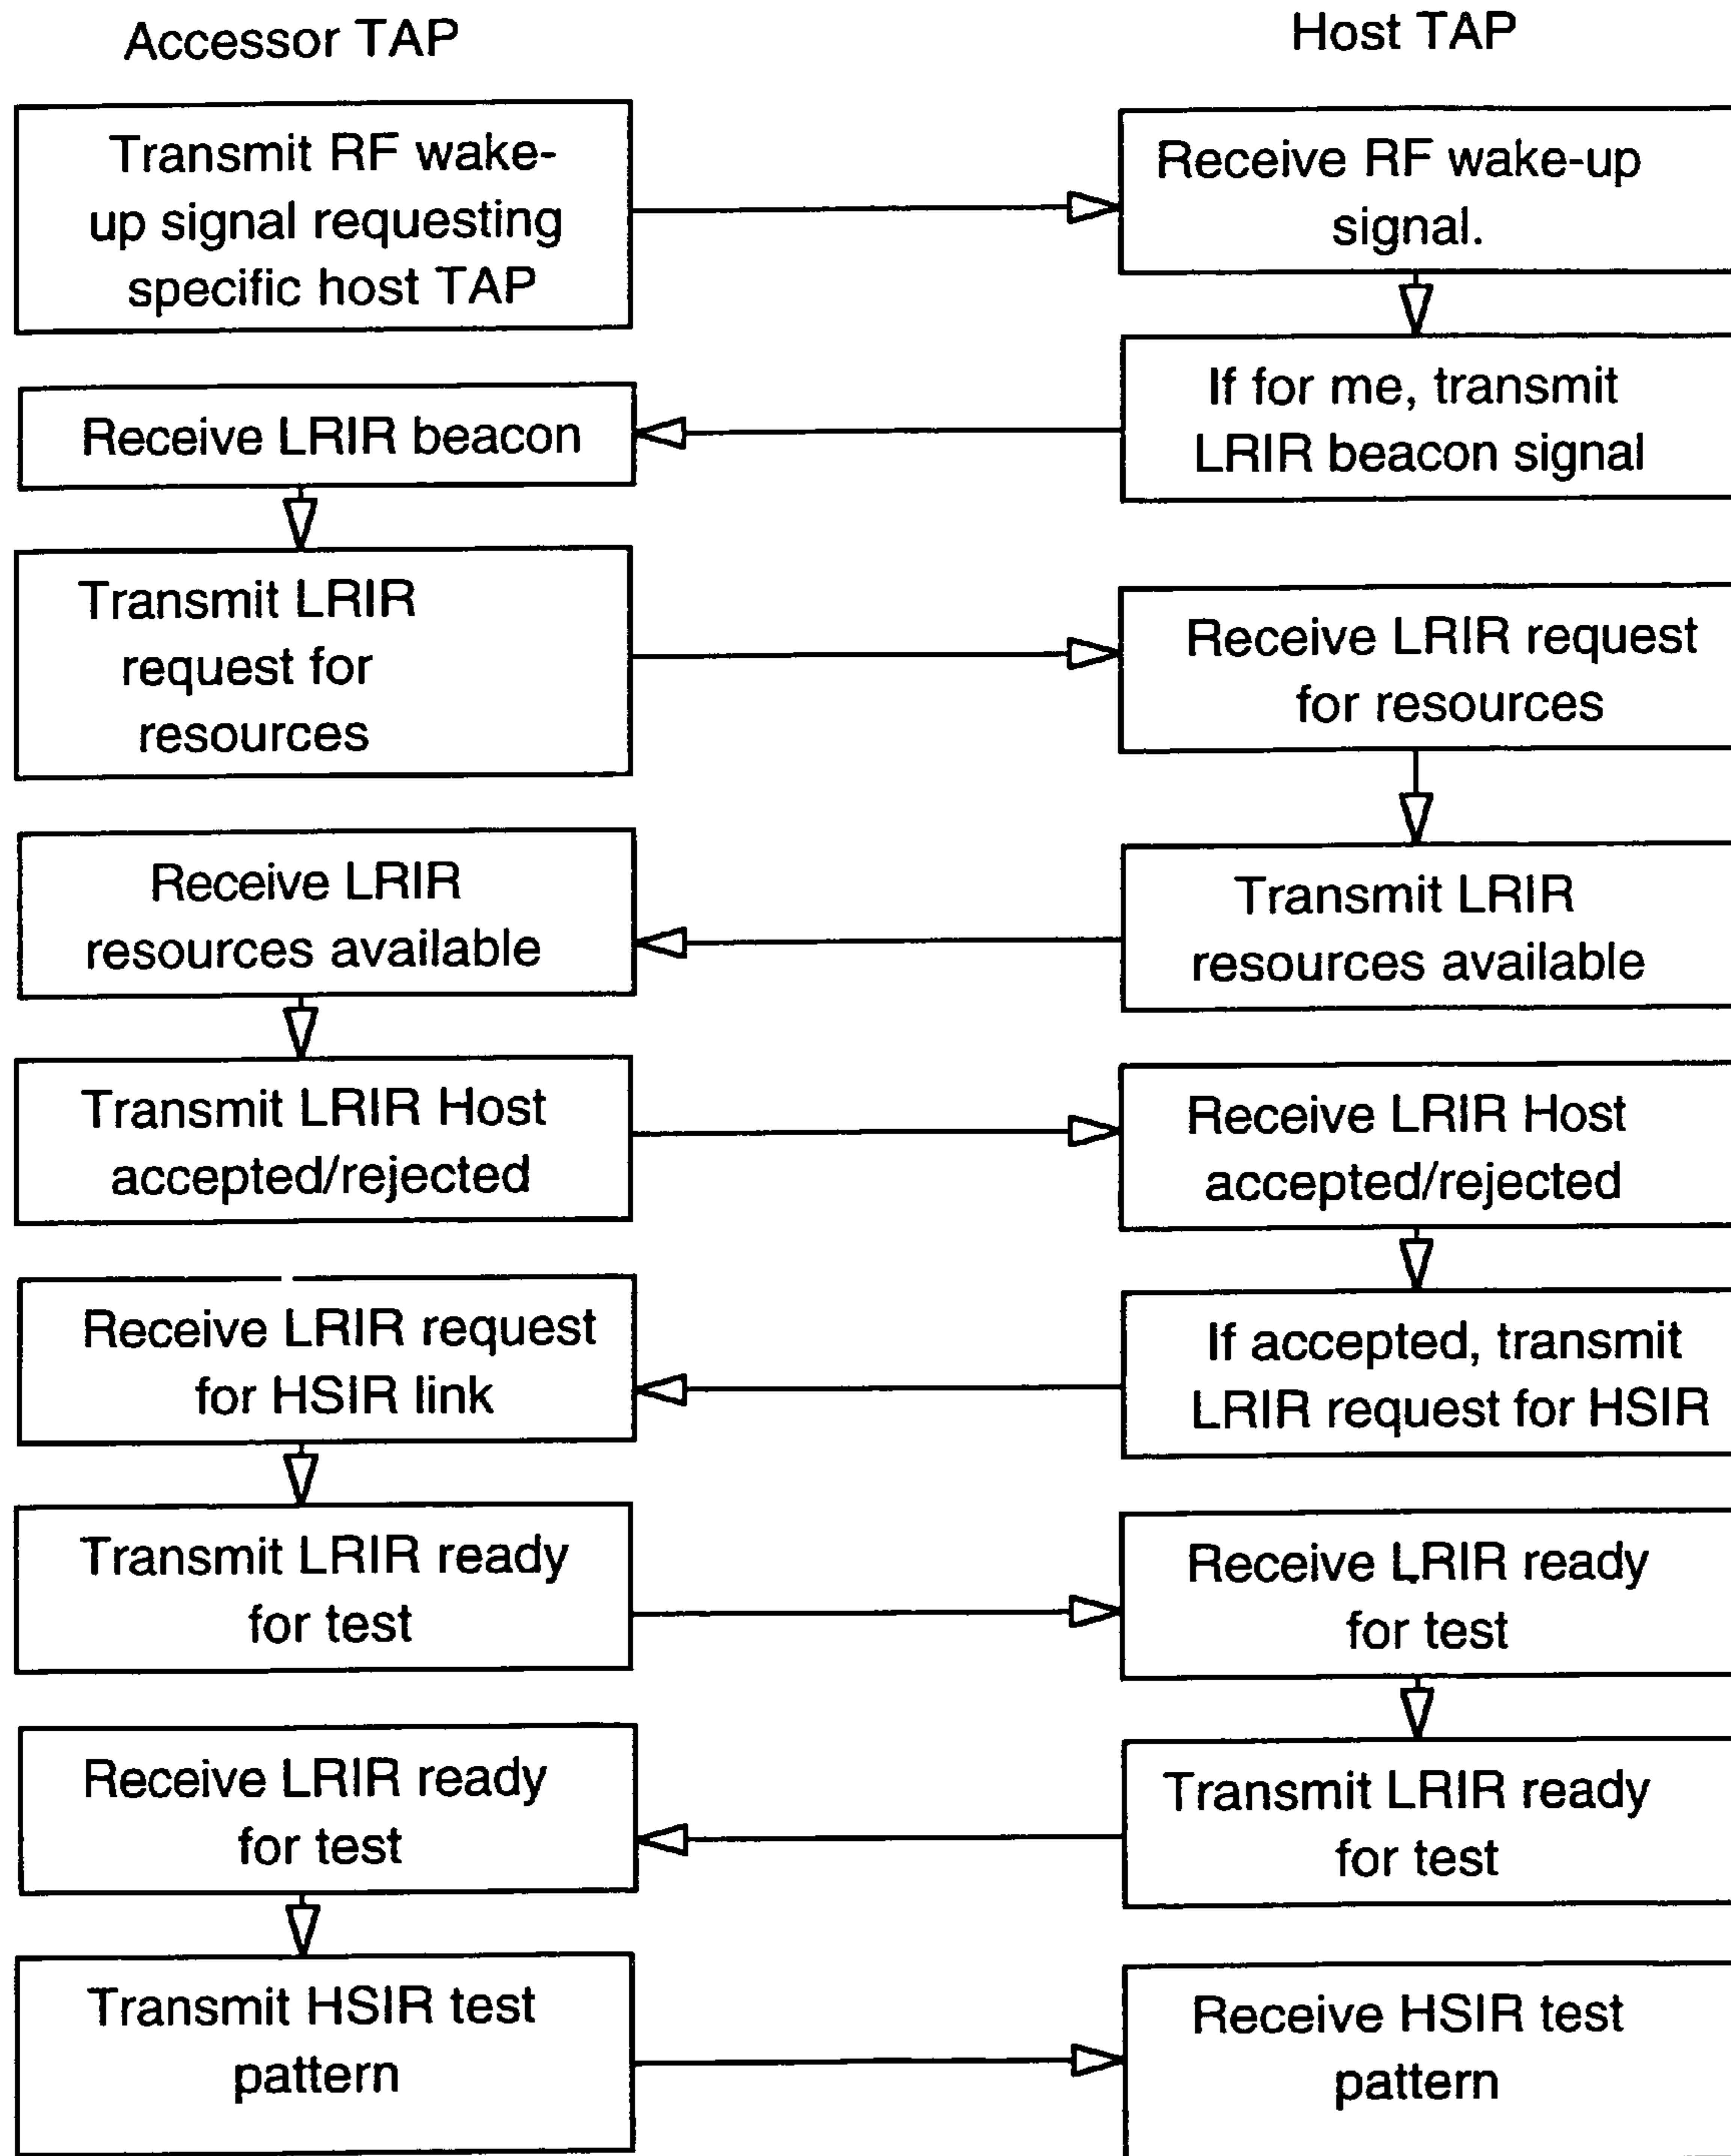 Accessor TAP
Host TAP
Transmit RF wake-
up signal requesting
specific host TAP
Receive RF wake-up
signal.
If for me, transmit
LRIR beacon signal
Receive LRIR beacon
Transmit LRIR
request for
resources
Receive LRIR request
for resources
Transmit LRIR
resources available
Receive LRIR
resources available
Transmit LRIR Host
accepted/rejected
Receive LRIR Host
accepted/rejected
If accepted, transmit
LRIR request for HSIR
Receive LRIR request
for HSIR link
Transmit LRIR ready
for test
Receive LRIR ready
for test
Transmit LRIR ready
for test
Receive LRIR ready
for test
Transmit HSIR test
pattern
Receive HSIR test
pattern